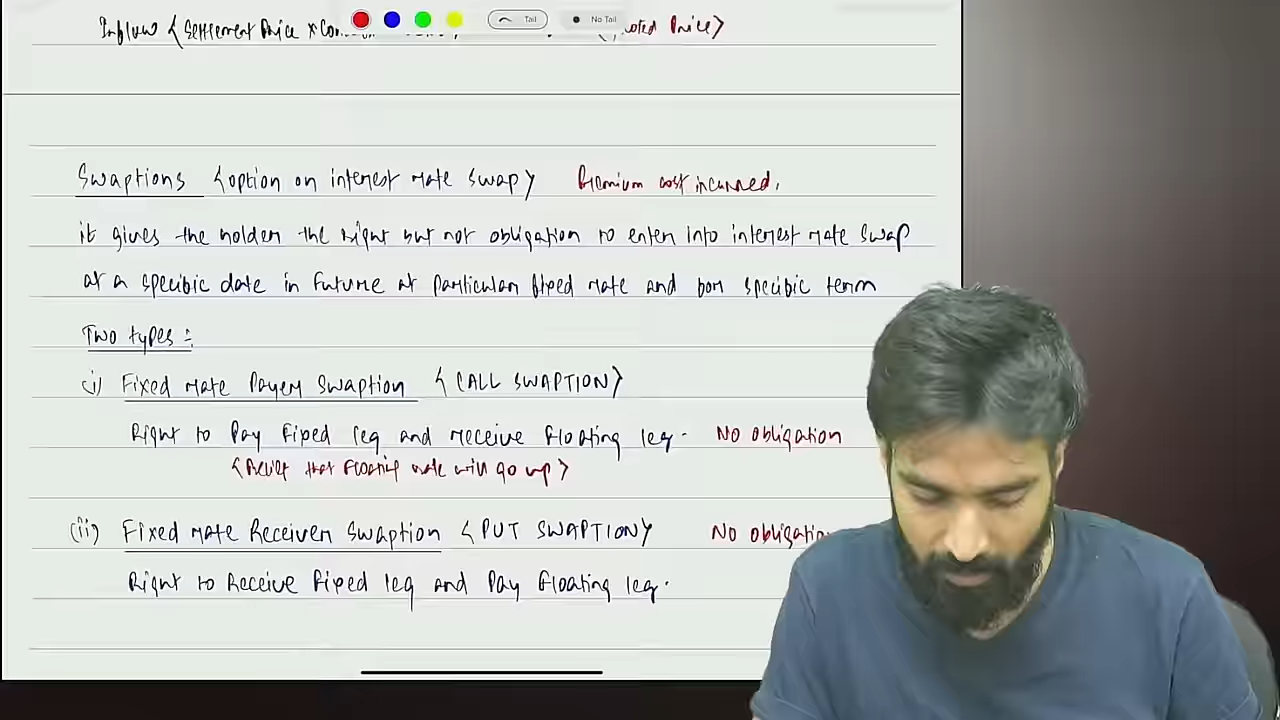 Inflow <Settlement Price × Price>
Tail
No Tail
Swaptions <option on interest rate swap> Premium cost incurred.
it gives the holder the right but not obligation to enter into interest rate swap
at a specific date in future at particular fixed rate and for specific term
Two types :
(i) Fixed rate Payer Swaption <CALL SWAPTION>
Right to Pay fixed leg and receive floating leg. No obligation
<Belief that floating rate will go up>
(ii) Fixed rate Receiver Swaption <PUT SWAPTION> No obligation
Right to Receive fixed leg and Pay floating leg.